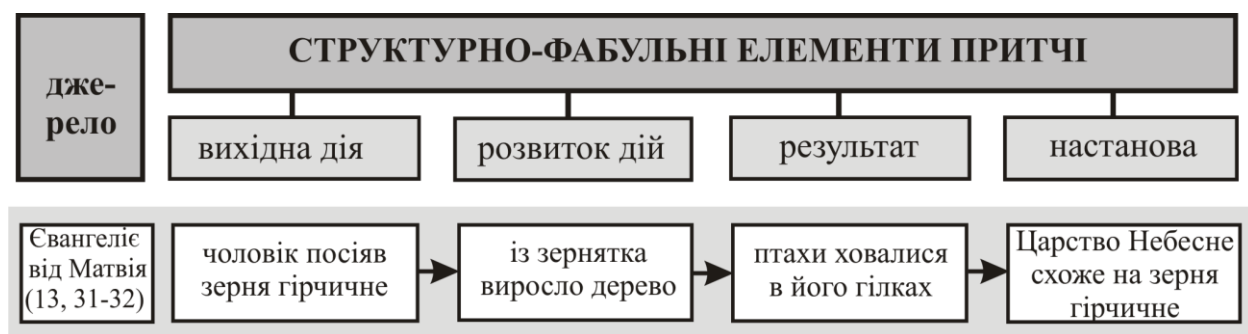 дже-
рело
СТРУКТУРНО-ФАБУЛЬНІ ЕЛЕМЕНТИ ПРИТЧІ
вихідна дія
розвиток дій
результат
настанова
Євангеліє
від Матвія
(13, 31-32)
чоловік посіяв
зерня гірчичне
із зернятка
виросло дерево
птахи ховалися
в його гілках
Царство Небесне
схоже на зерня
гірчичне